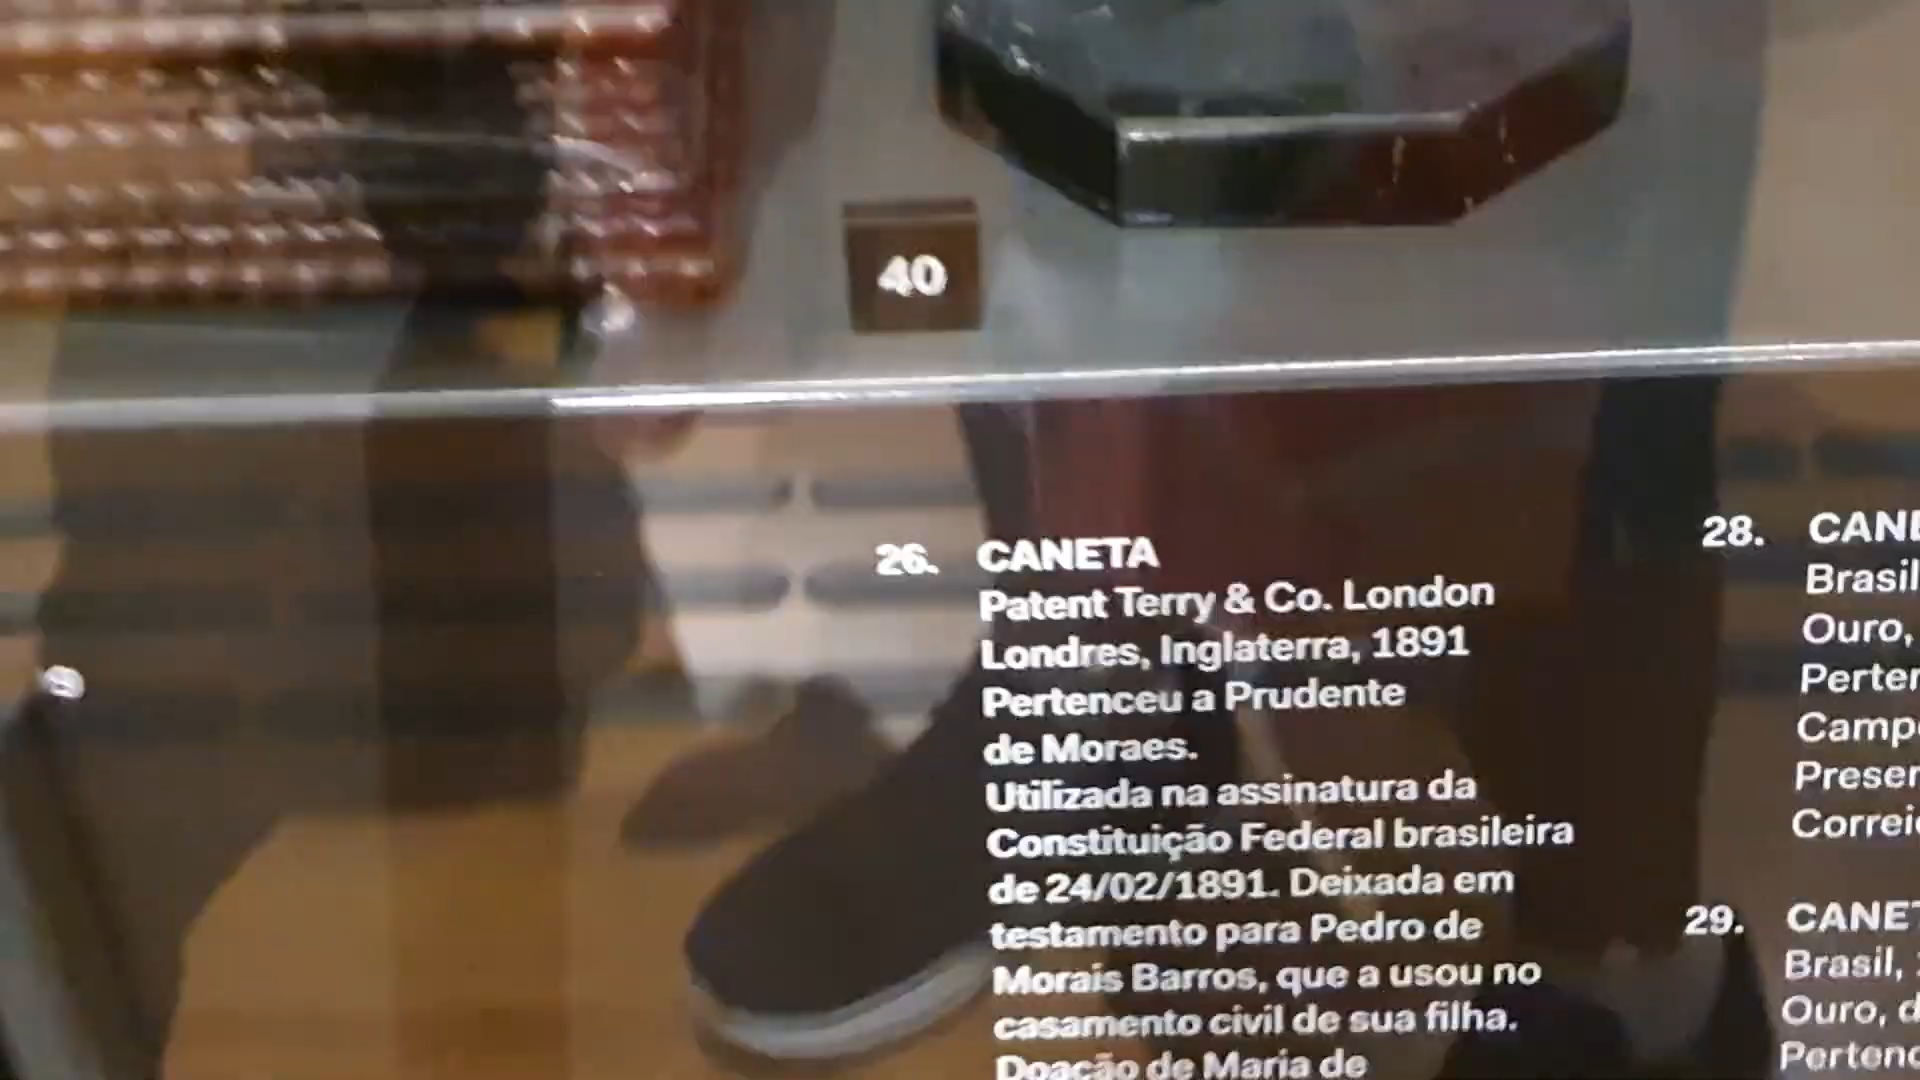 40
26. CANETA
Patent Terry & Co. London
Londres, Inglaterra, 1891
Pertenceu a Prudente
de Moraes.
Utilizada na assinatura da
Constituição Federal brasileira
de 24/02/1891. Deixada em
testamento para Pedro de
Morais Barros, que a usou no
casamento civil de sua filha.
Doação de Maria de
28.
Brasil
Ouro,
29.
Brasil,
Ouro,